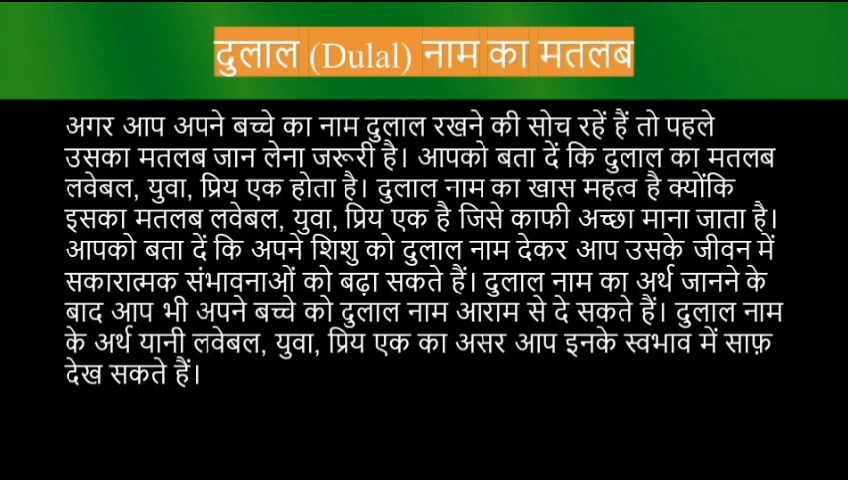 दुलाल (Dulal) नाम का मतलब
अगर आप अपने बच्चे का नाम दुलाल रखने की सोच रहें हैं तो पहले
उसका मतलब जान लेना जरूरी है। आपको बता दें कि दुलाल का मतलब
लवेबल, युवा, प्रिय एक होता है। दुलाल नाम का खास महत्व है क्योंकि
इसका मतलब लवेबल, युवा, प्रिय एक है जिसे काफी अच्छा माना जाता है।
आपको बता दें कि अपने शिशु को दुलाल नाम देकर आप उसके जीवन में
सकारात्मक संभावनाओं को बढ़ा सकते हैं। दुलाल नाम का अर्थ जानने के
बाद आप भी अपने बच्चे को दुलाल नाम आराम से दे सकते हैं। दुलाल नाम
के अर्थ यानी लवेबल, युवा, प्रिय एक का असर आप इनके स्वभाव में साफ़
देख सकते हैं।